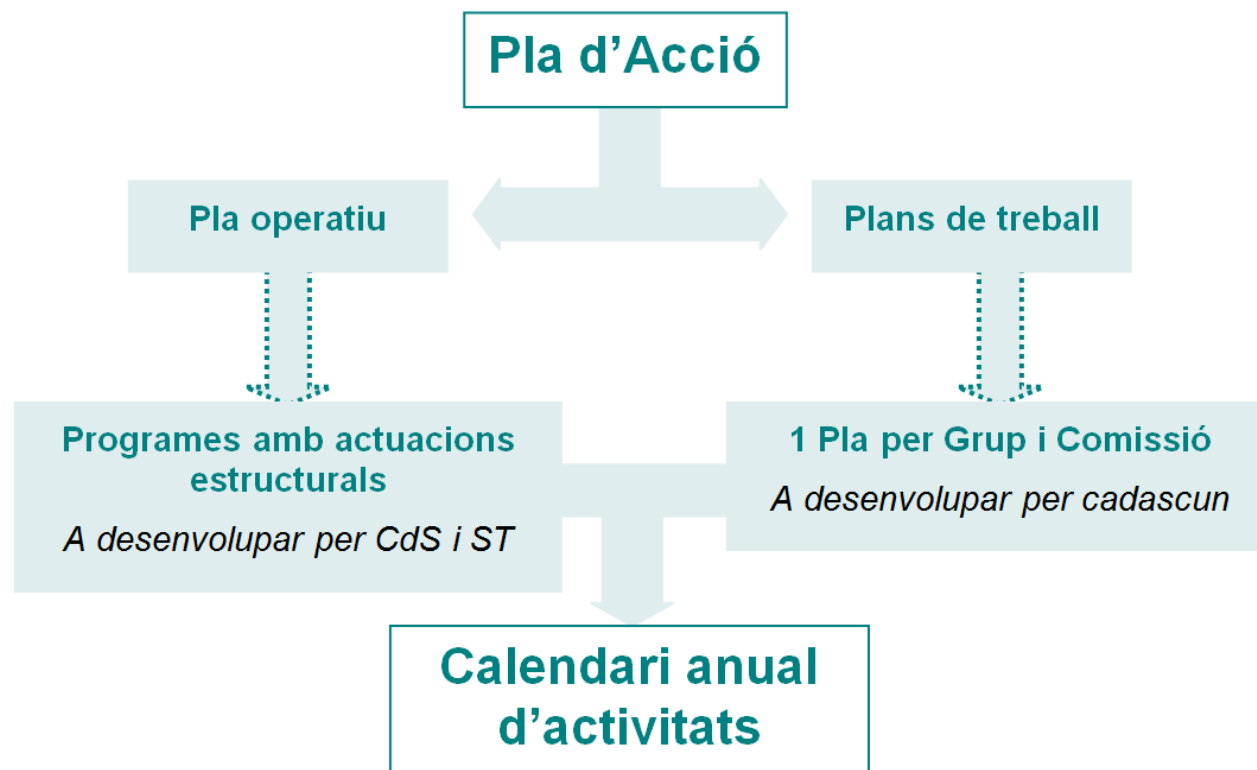 Pla d’Acció
Pla operatiu
Plans de treball
Programes amb actuacions
estructurals
A desenvolupar per CdS i ST
1 Pla per Grup i Comissió
A desenvolupar per cadascun
Calendari anual
d’activitats